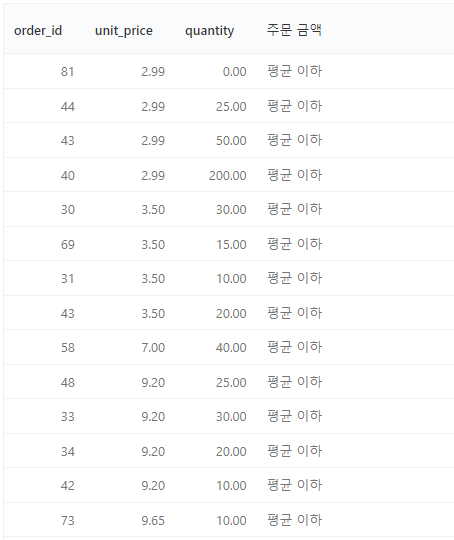 order_id unit_price quantity 주문 금액
81 2.99 0.00 평균 이하
44 2.99 25.00 평균 이하
43 2.99 50.00 평균 이하
40 2.99 200.00 평균 이하
30 3.50 30.00 평균 이하
69 3.50 15.00 평균 이하
31 3.50 10.00 평균 이하
43 3.50 20.00 평균 이하
58 7.00 40.00 평균 이하
48 9.20 25.00 평균 이하
33 9.20 30.00 평균 이하
34 9.20 20.00 평균 이하
42 9.20 10.00 평균 이하
73 9.65 10.00 평균 이하